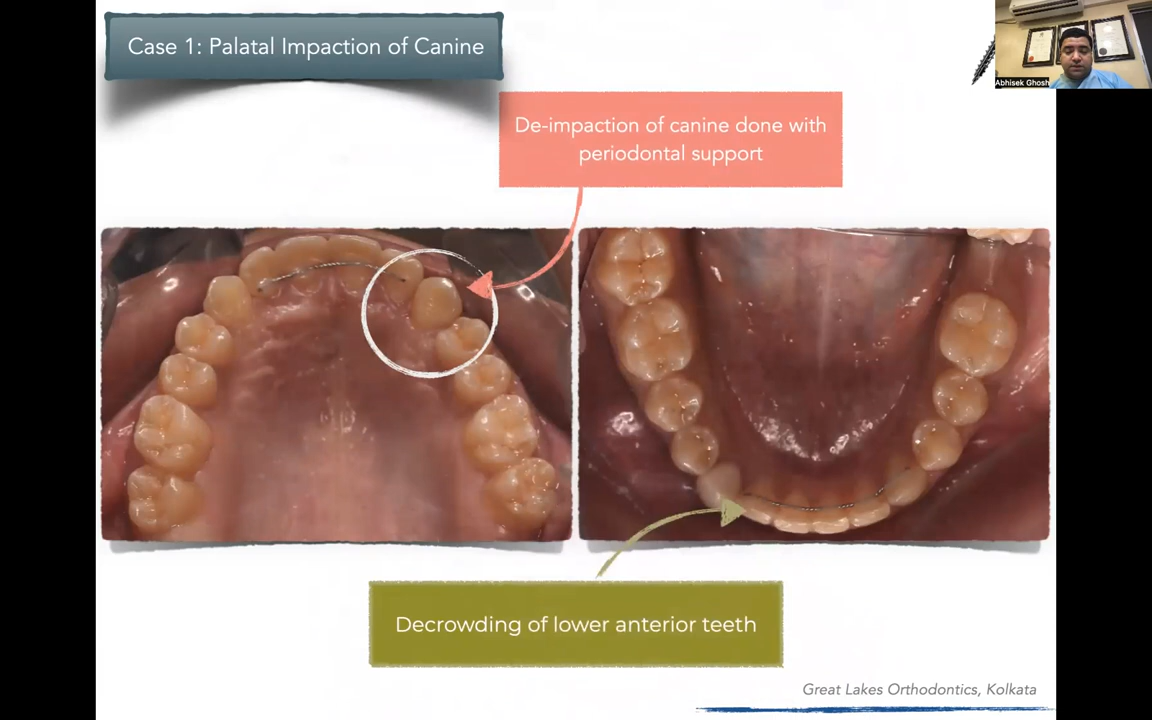 Case 1: Palatal Impaction of Canine
Abhisek Ghosh
De-impaction of canine done with
periodontal support
Decrowding of lower anterior teeth
Great Lakes Orthodontics, Kolkata